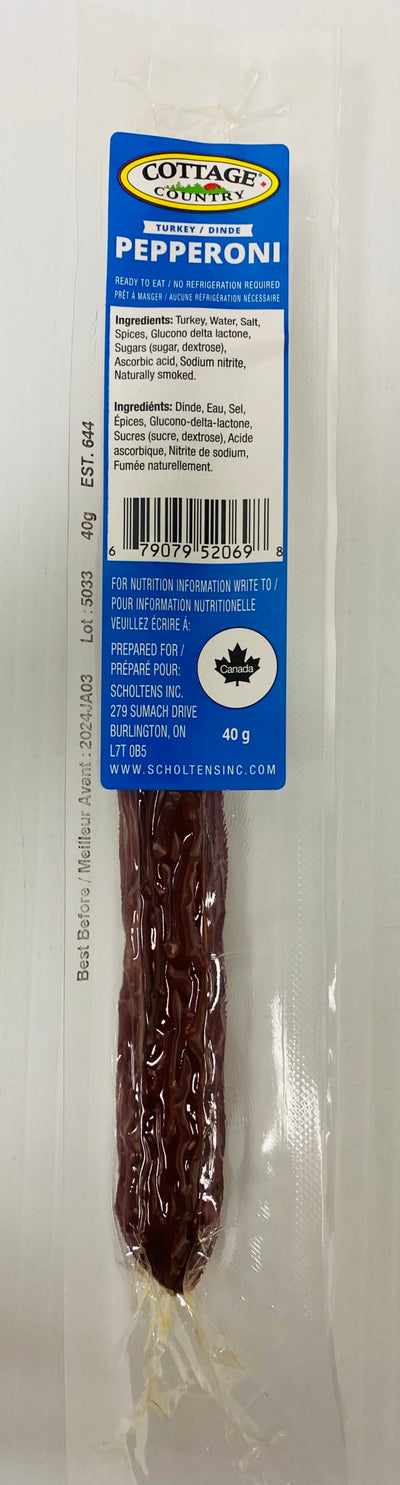 COTTAGE
COUNTRY
TURKEY / DINDE
PEPPERONI
READY TO EAT / NO REFRIGERATION REQUIRED
PRÊT À MANGER / AUCUNE RÉFRIGÉRATION NÉCESSAIRE
Ingredients: Turkey, Water, Salt,
Spices, Glucono delta lactone,
Sugars (sugar, dextrose),
Ascorbic acid, Sodium nitrite,
Naturally smoked.
Ingrediénts: Dinde, Eau, Sel,
Épices, Glucono-delta-lactone,
Sucres (sucre, dextrose), Acide
ascorbique, Nitrite de sodium,
Fumée naturellement.
6 79079 52069 8
FOR NUTRITION INFORMATION WRITE TO /
POUR INFORMATION NUTRITIONELLE
VEUILLEZ ÉCRIRE À:
PREPARED FOR /
PRÉPARÉ POUR:
SCHOLTENS INC.
279 SUMACH DRIVE
BURLINGTON, ON
L7T 0B5
Canada
40 g
WWW.SCHOLTENSINC.COM
Best Before / Meilleur Avant : 2024JA03 Lot : 5033 40g EST. 644